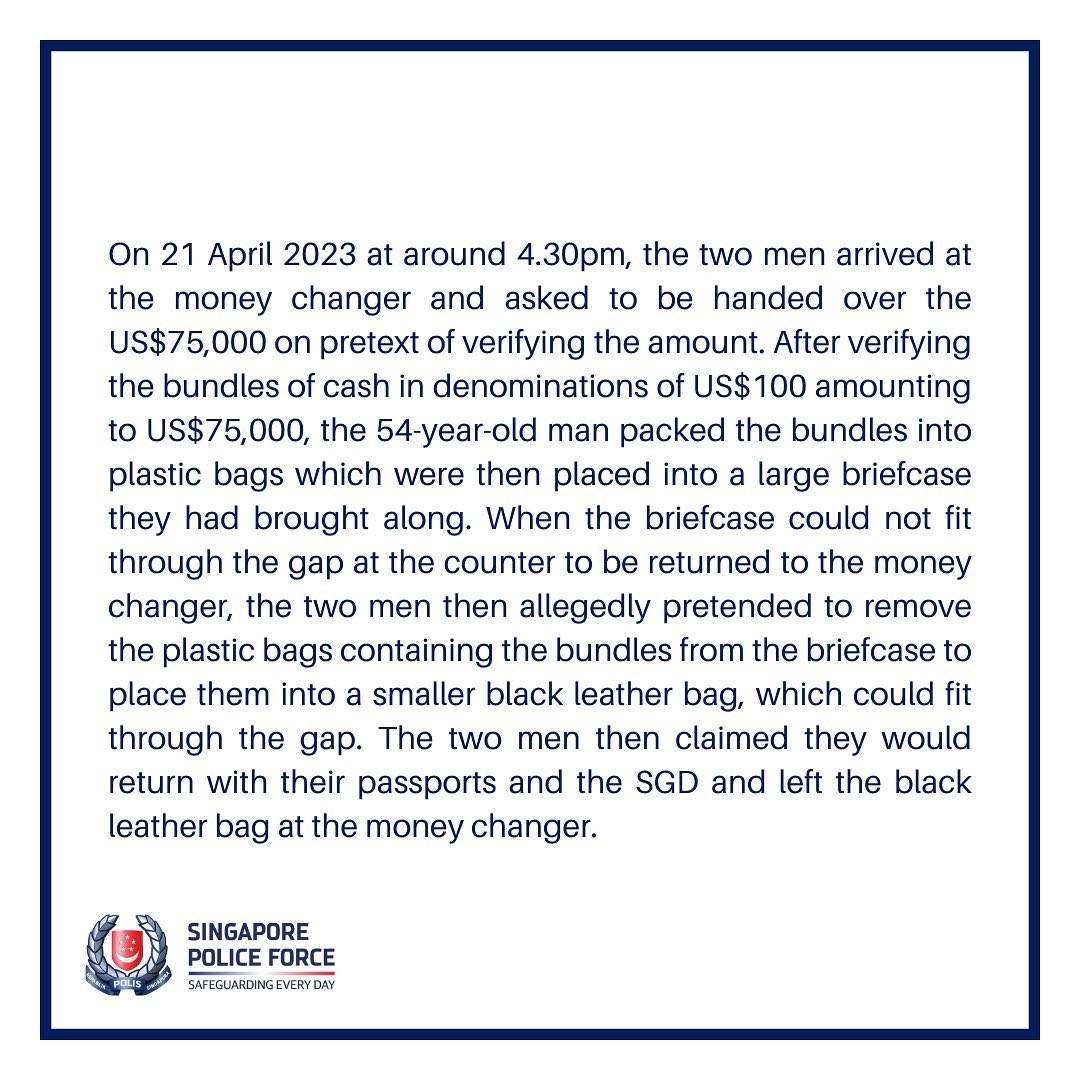 On 21 April 2023 at around 4.30pm, the two men arrived at
the money changer and asked to be handed over the
US$75,000 on pretext of verifying the amount. After verifying
the bundles of cash in denominations of US$100 amounting
to US$75,000, the 54-year-old man packed the bundles into
plastic bags which were then placed into a large briefcase
they had brought along. When the briefcase could not fit
through the gap at the counter to be returned to the money
changer, the two men then allegedly pretended to remove
the plastic bags containing the bundles from the briefcase to
place them into a smaller black leather bag, which could fit
through the gap. The two men then claimed they would
return with their passports and the SGD and left the black
leather bag at the money changer.
REPUBLIK POLIS SINGAPURA
SINGAPORE
POLICE FORCE
SAFEGUARDING EVERY DAY